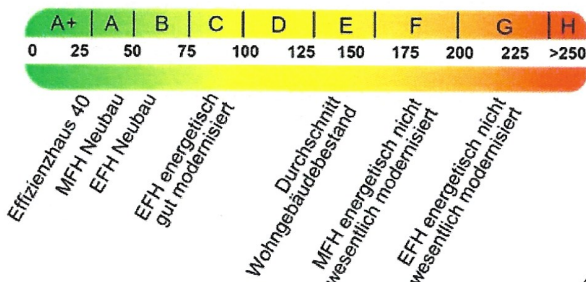 A+ A B C D E F G H
0 25 50 75 100 125 150 175 200 225 >250
Effizienzhaus 40
MFH Neubau
EFH Neubau
EFH energetisch
gut modernisiert
Durchschnitt
Wohngebäudebestand
MFH energetisch nicht
wesentlich modernisiert
EFH energetisch nicht
wesentlich modernisiert